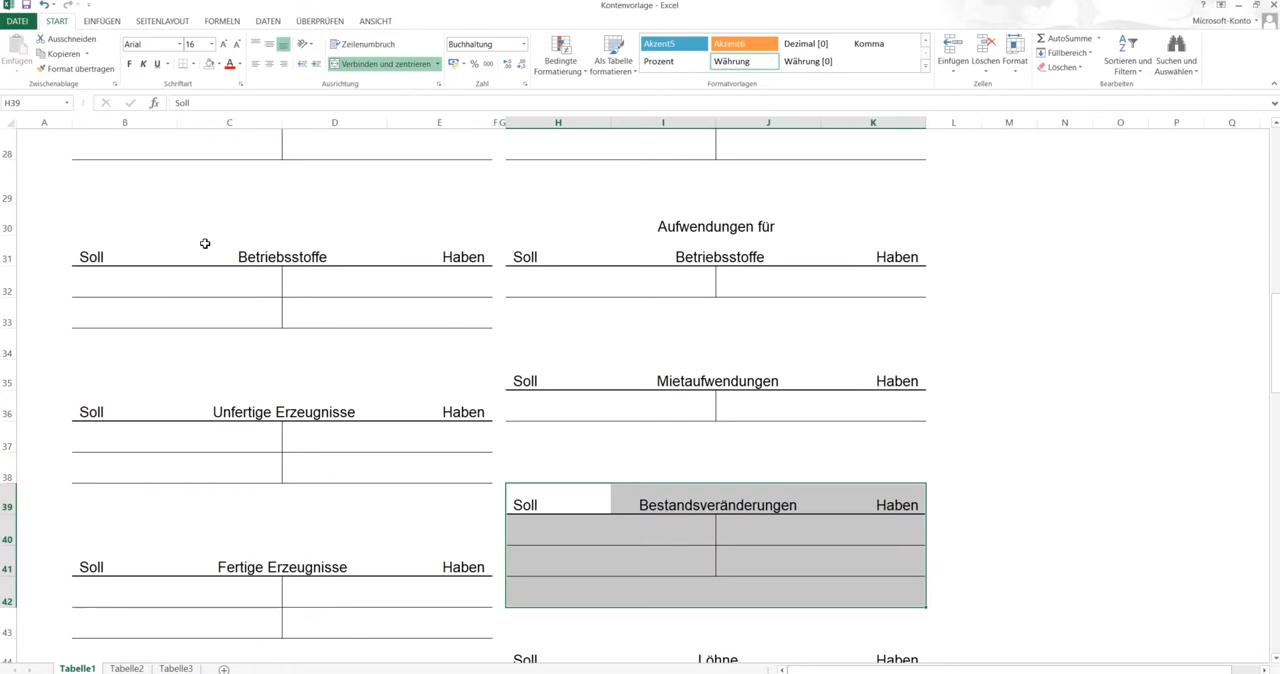 Kontenvorlage - Excel
DATEI START EINFÜGEN SEITENLAYOUT FORMELN DATEN ÜBERPRÜFEN ANSICHT Microsoft-Konto
Einfügen Ausschneiden Kopieren Format übertragen
Arial 16 F K U
Zeilenumbruch
Verbinden und zentrieren
Buchhaltung % 000
Bedingte Formatierung Als Tabelle formatieren
Akzent5 Akzent6 Dezimal [0] Komma
Prozent Währung Währung [0]
Einfügen Löschen Format
AutoSumme
Füllbereich
Löschen
Sortieren und Filtern Suchen und Auswählen
Zwischenablage Schriftart Ausrichtung Zahl Formatvorlagen Zellen Bearbeiten
H39 fx Soll
A B C D E F G H I J K L M N O P Q
28
29
30 Aufwendungen für
31 Soll Betriebsstoffe Haben Soll Betriebsstoffe Haben
32
33
34
35 Soll Mietaufwendungen Haben
36 Soll Unfertige Erzeugnisse Haben
37
38
39 Soll Bestandsveränderungen Haben
40
41 Soll Fertige Erzeugnisse Haben
42
43
44 Soll Löhne Haben
Tabelle1 Tabelle2 Tabelle3